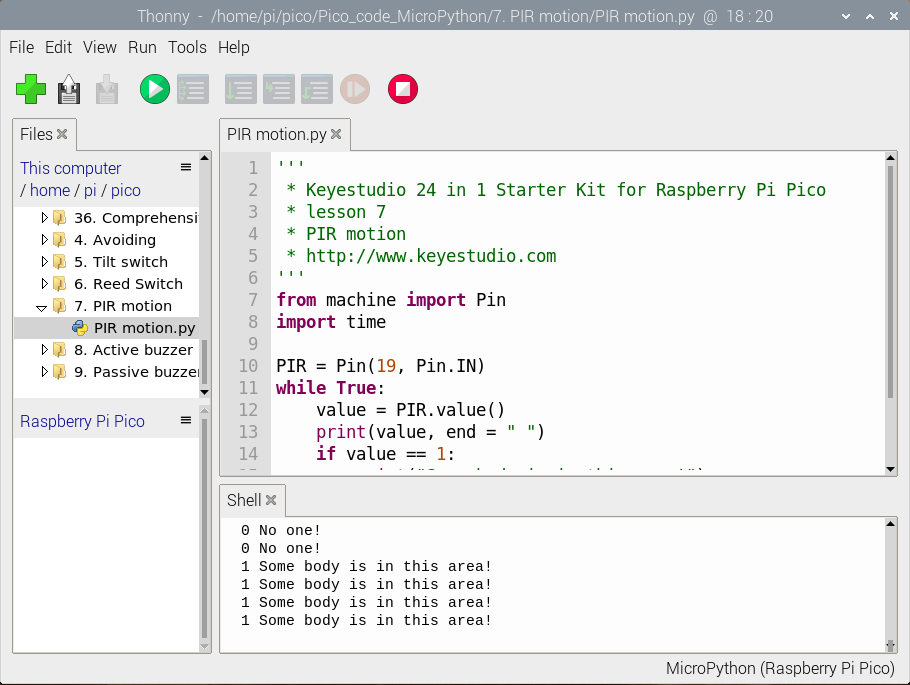 Thonny - /home/pi/pico/Pico_code_MicroPython/7. PIR motion/PIR motion.py @ 18 : 20
File Edit View Run Tools Help
Files
This computer
/ home / pi / pico
36. Comprehensi
4. Avoiding
5. Tilt switch
6. Reed Switch
7. PIR motion
PIR motion.py
8. Active buzzer
9. Passive buzzer
Raspberry Pi Pico
PIR motion.py
1 '''
2 * Keyestudio 24 in 1 Starter Kit for Raspberry Pi Pico
3 * lesson 7
4 * PIR motion
5 * http://www.keyestudio.com
6 '''
7 from machine import Pin
8 import time
9
10 PIR = Pin(19, Pin.IN)
11 while True:
12 value = PIR.value()
13 print(value, end = " ")
14 if value == 1:
Shell
0 No one!
0 No one!
1 Some body is in this area!
1 Some body is in this area!
1 Some body is in this area!
1 Some body is in this area!
MicroPython (Raspberry Pi Pico)